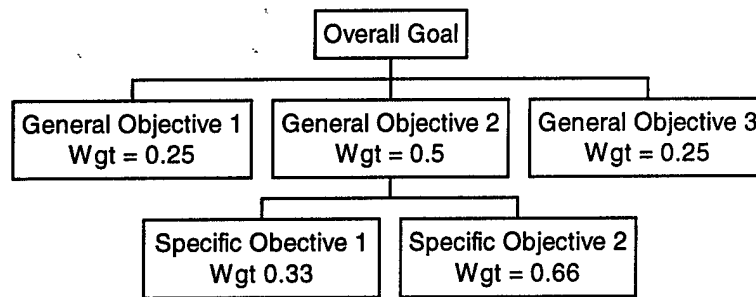 Overall Goal
General Objective 1
Wgt = 0.25
General Objective 2
Wgt = 0.5
General Objective 3
Wgt = 0.25
Specific Obective 1
Wgt 0.33
Specific Objective 2
Wgt = 0.66